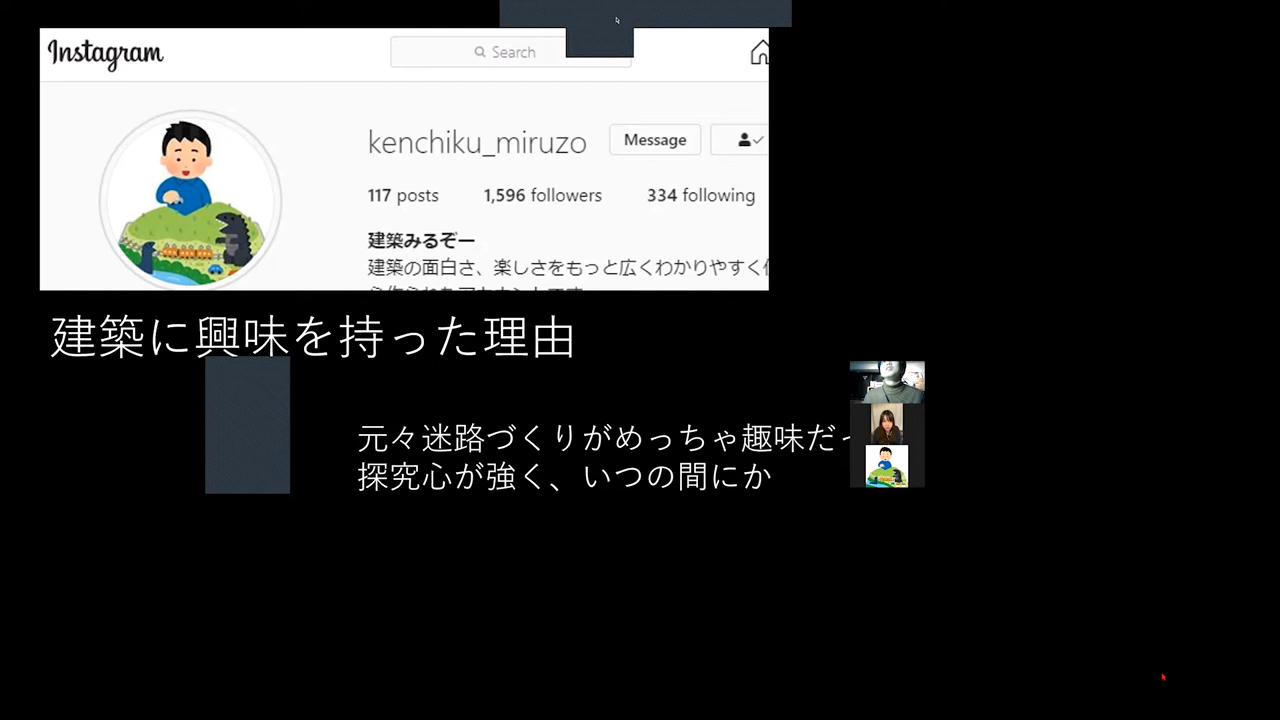 Instagram
Search
kenchiku_miruzo
Message
117 posts 1,596 followers 334 following
建築みるぞー
建築の面白さ、楽しさをもっと広くわかりやすく
建築に興味を持った理由
元々迷路づくりがめっちゃ趣味だっ
探究心が強く、いつの間にか